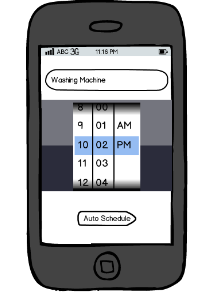 ABC 3G 11:16 PM
Washing Machine
8 00
9 01 AM
10 02 PM
11 03
12 04
Auto Schedule